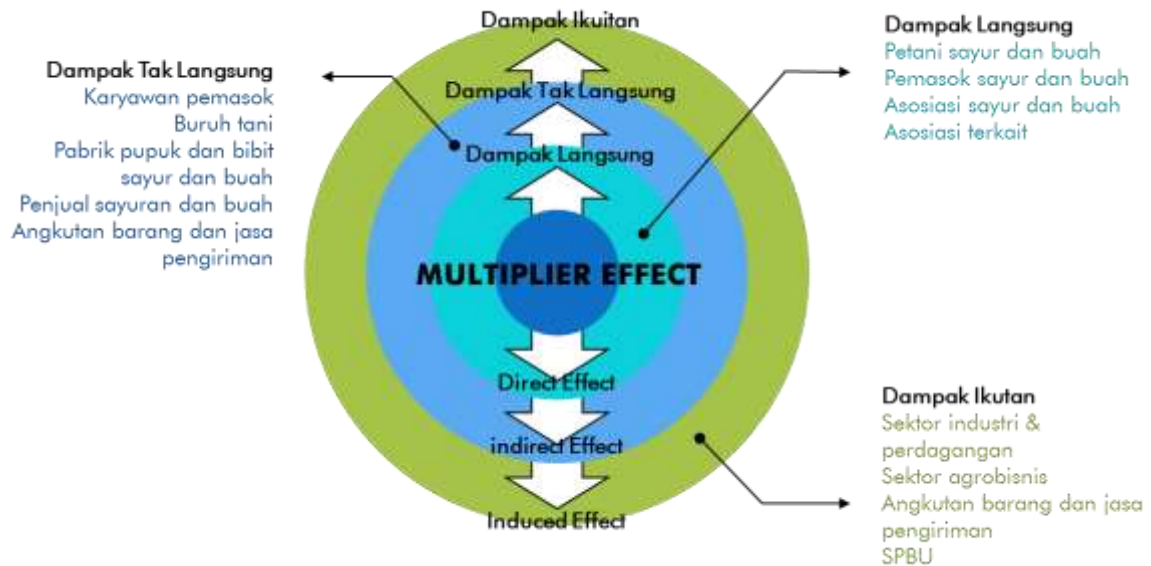 Dampak Tak Langsung
Karyawan pemasok
Buruh tani
Pabrik pupuk dan bibit
sayur dan buah
Penjual sayuran dan buah
Angkutan barang dan jasa
pengiriman
Dampak Ikuitan
Dampak Tak Langsung
Dampak Langsung
MULTIPLIER EFFECT
Direct Effect
indirect Effect
Induced Effect
Dampak Langsung
Petani sayur dan buah
Pemasok sayur dan buah
Asosiasi sayur dan buah
Asosiasi terkait
Dampak Ikutan
Sektor industri &
perdagangan
Sektor agrobisnis
Angkutan barang dan jasa
pengiriman
SPBU